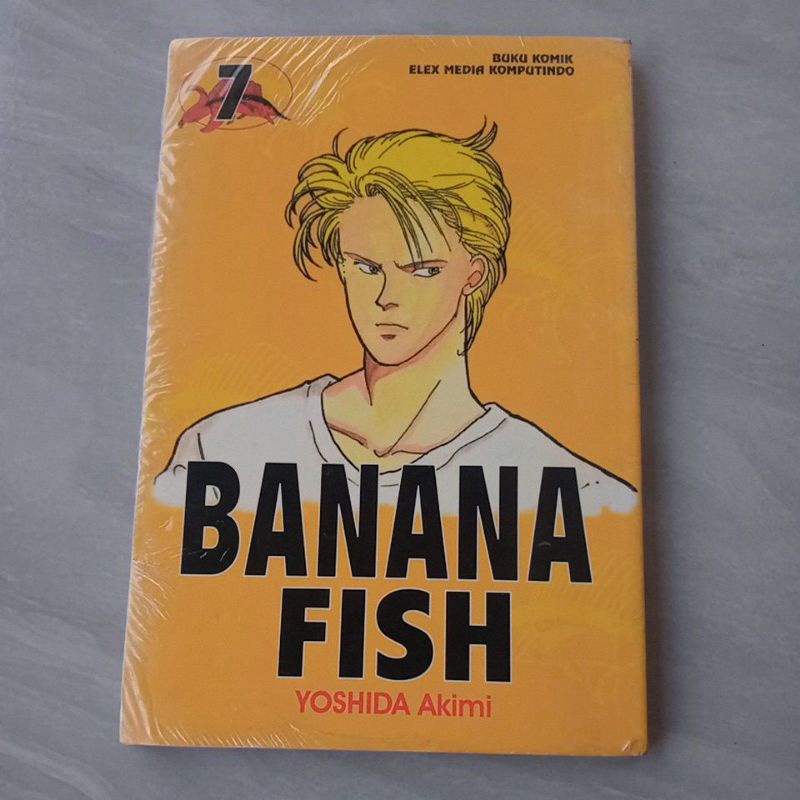 7
BUKU KOMIK
ELEX MEDIA KOMPUTINDO
BANANA
FISH
YOSHIDA Akimi